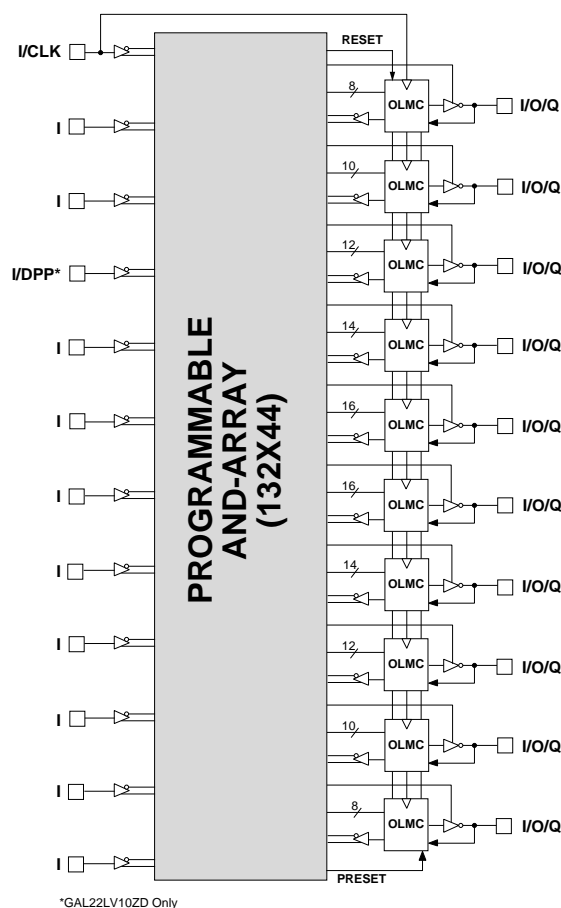 RESET
I/CLK
8
OLMC
I/O/Q
I
10
OLMC
I/O/Q
I
12
OLMC
I/O/Q
I/DPP*
14
OLMC
I/O/Q
I
16
OLMC
I/O/Q
I
PROGRAMMABLE
AND-ARRAY
(132X44)
16
OLMC
I/O/Q
I
14
OLMC
I/O/Q
I
12
OLMC
I/O/Q
I
10
OLMC
I/O/Q
I
8
OLMC
I/O/Q
I
I
PRESET
*GAL22LV10ZD Only